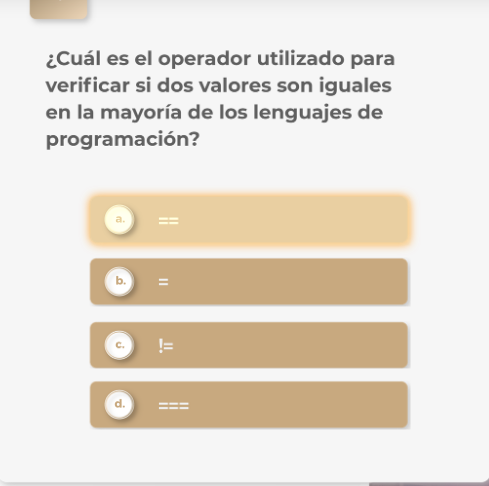 ¿Cuál es el operador utilizado para
verificar si dos valores son iguales
en la mayoría de los lenguajes de
programación?
a. ==
b. =
c. !=
d. ===